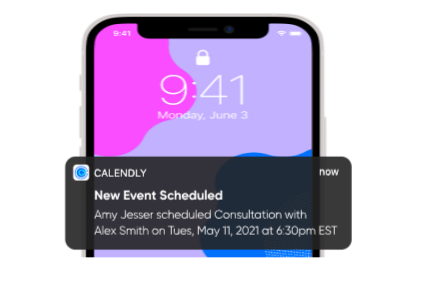 9:41
9:41
Monday, June 3
CALENDLY now
New Event Scheduled
Amy Jesser scheduled Consultation with
Alex Smith on Tues, May 11, 2021 at 6:30pm EST